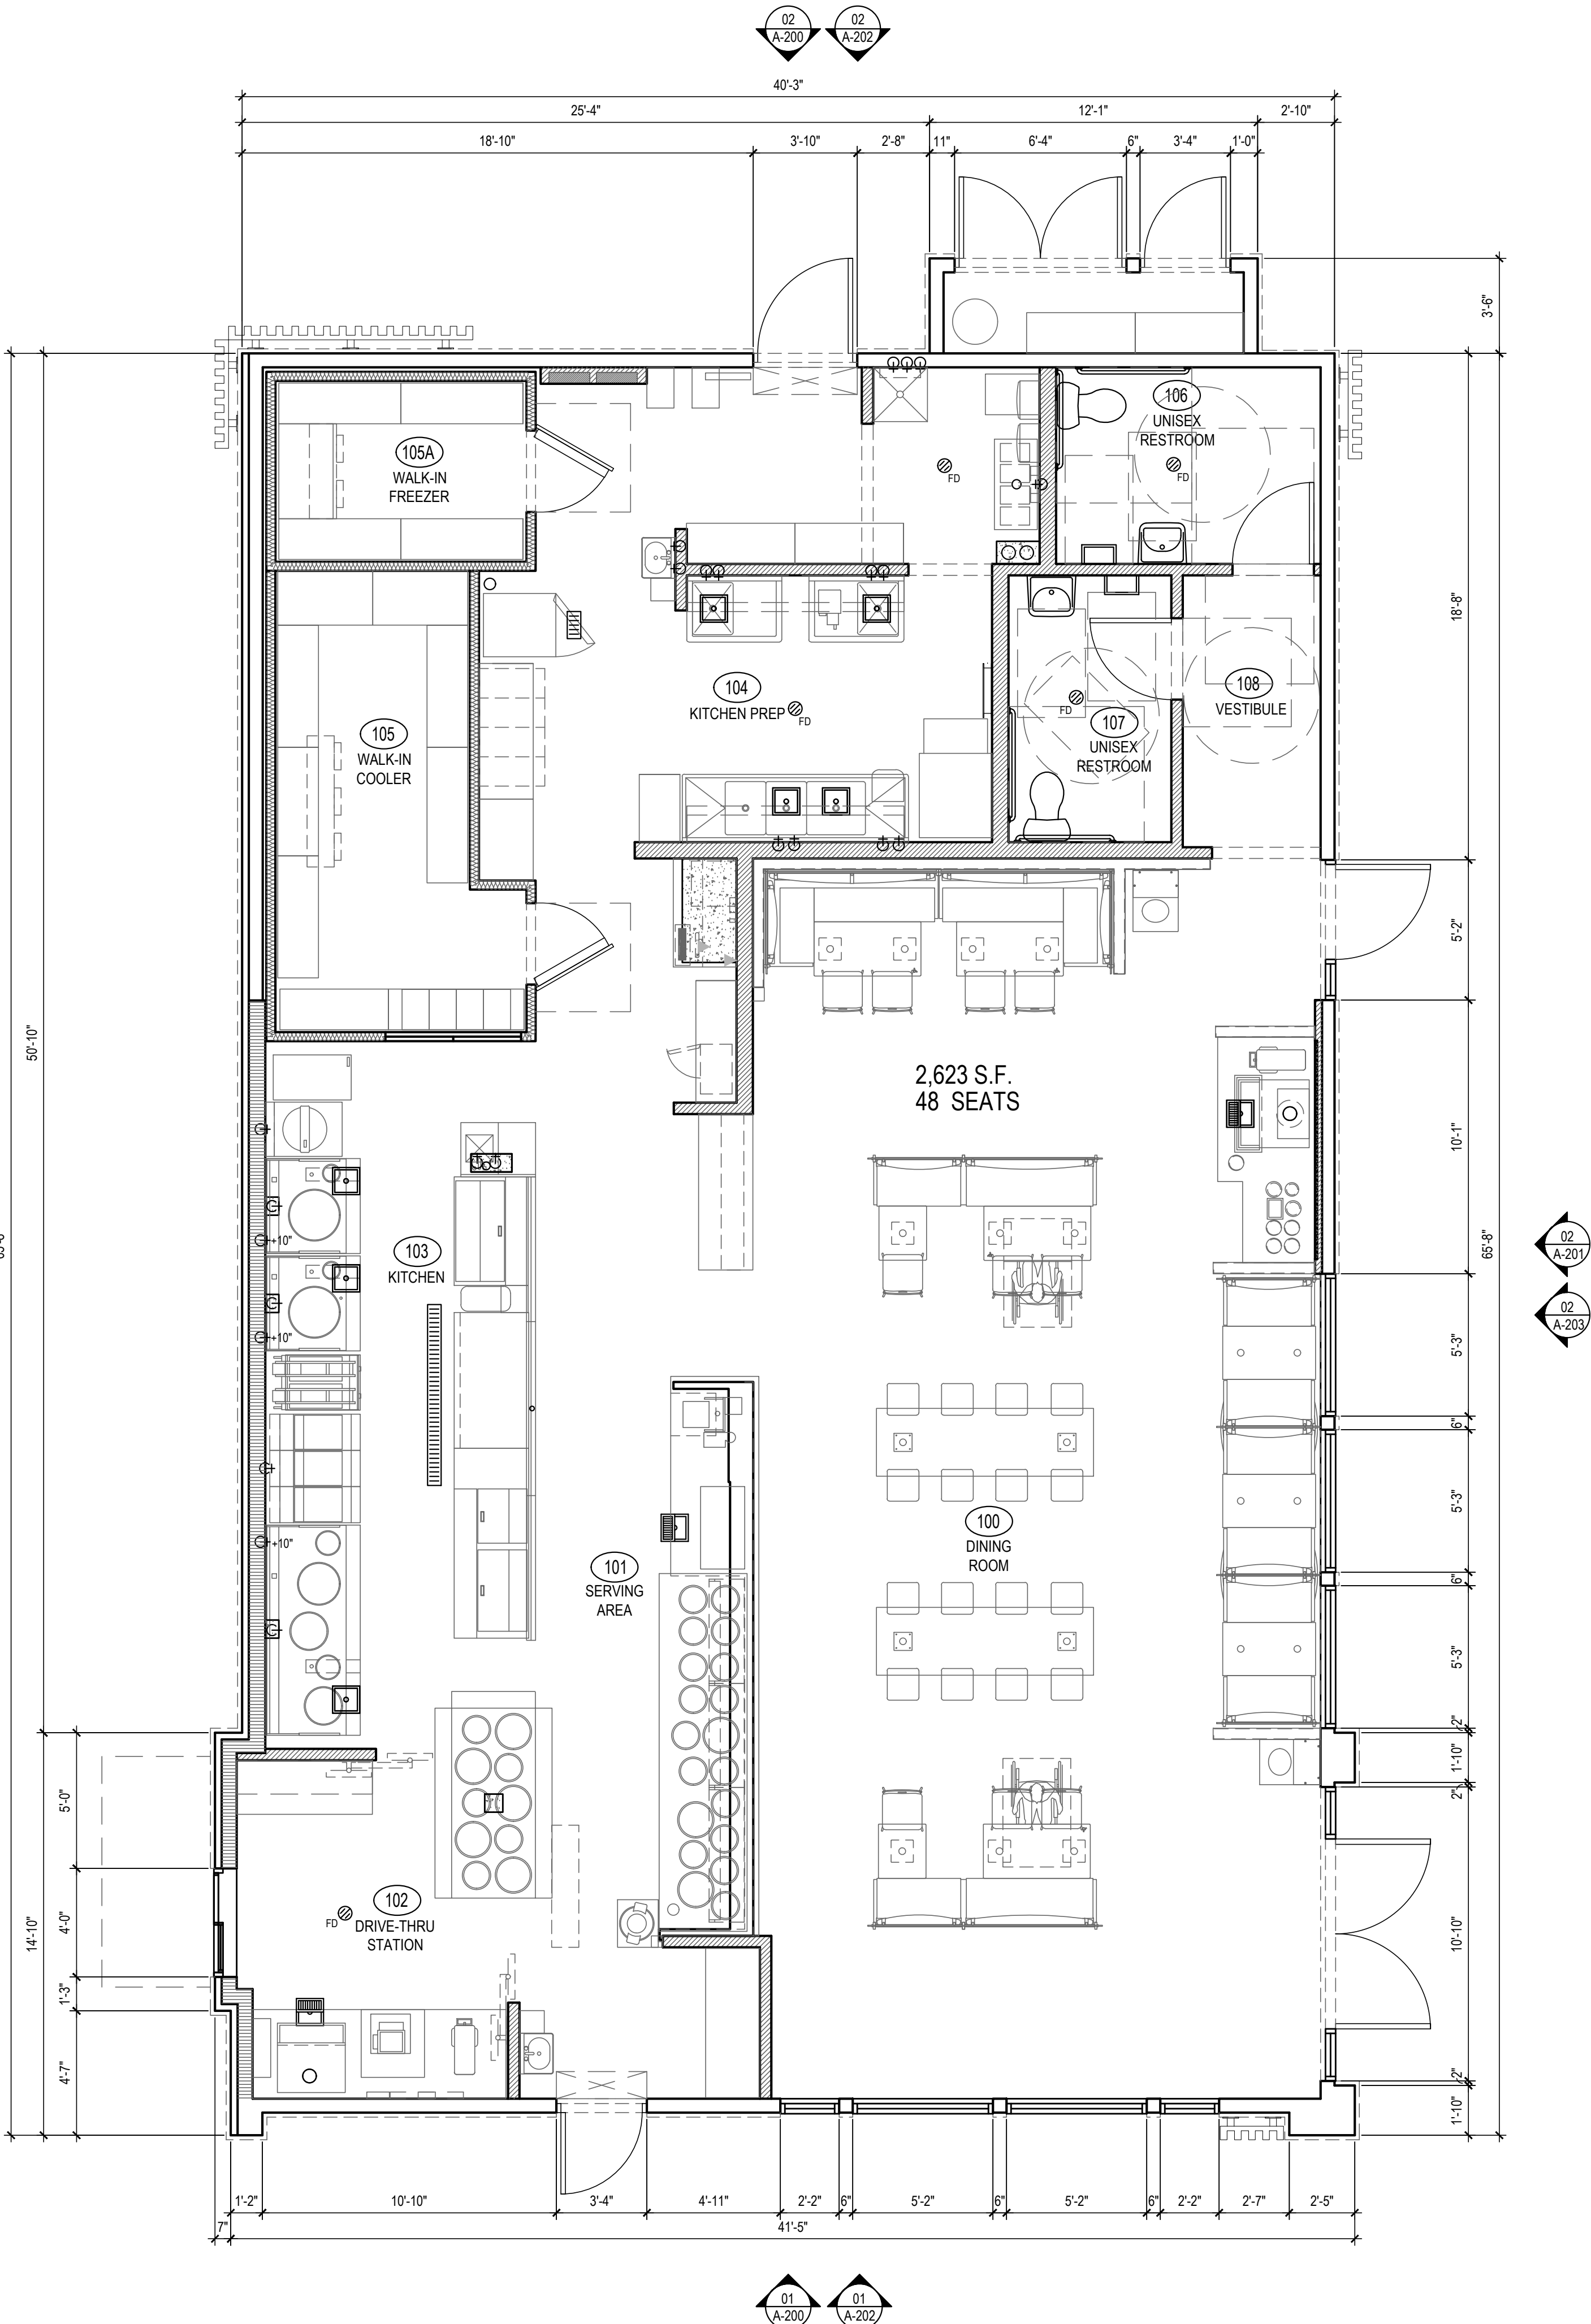 02
A-200
02
A-202
40'-3"
25'-4"
12'-1"
2'-10"
18'-10"
3'-10"
2'-8"
11"
6'-4"
6"
3'-4"
1'-0"
3'-6"
105A
WALK-IN
FREEZER
FD
106
UNISEX
RESTROOM
FD
18'-8"
104
KITCHEN PREP
FD
105
WALK-IN
COOLER
FD
107
UNISEX
RESTROOM
108
VESTIBULE
5'-2"
50'-10"
2,623 S.F.
48 SEATS
10'-1"
+10"
103
KITCHEN
+10"
65'-8"
02
A-201
02
A-203
5'-3"
6"
5'-3"
+10"
101
SERVING
AREA
100
DINING
ROOM
6"
5'-3"
2"
1'-10"
2"
5'-0"
4'-0"
14'-10"
1'-3"
4'-7"
102
DRIVE-THRU
STATION
FD
10'-10"
2"
1'-10"
1'-2"
10'-10"
3'-4"
4'-11"
2'-2"
6"
5'-2"
6"
5'-2"
6"
2'-2"
2'-7"
2'-5"
7"
41'-5"
01
A-200
01
A-202